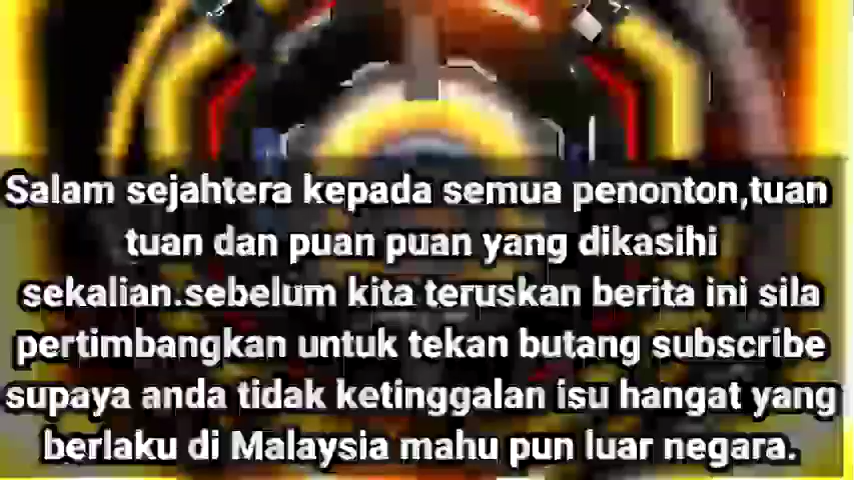 Salam sejahtera kepada semua penonton,tuan
tuan dan puan puan yang dikasihi
sekalian.sebelum kita teruskan berita ini sila
pertimbangkan untuk tekan butang subscribe
supaya anda tidak ketinggalan isu hangat yang
berlaku di Malaysia mahu pun luar negara.